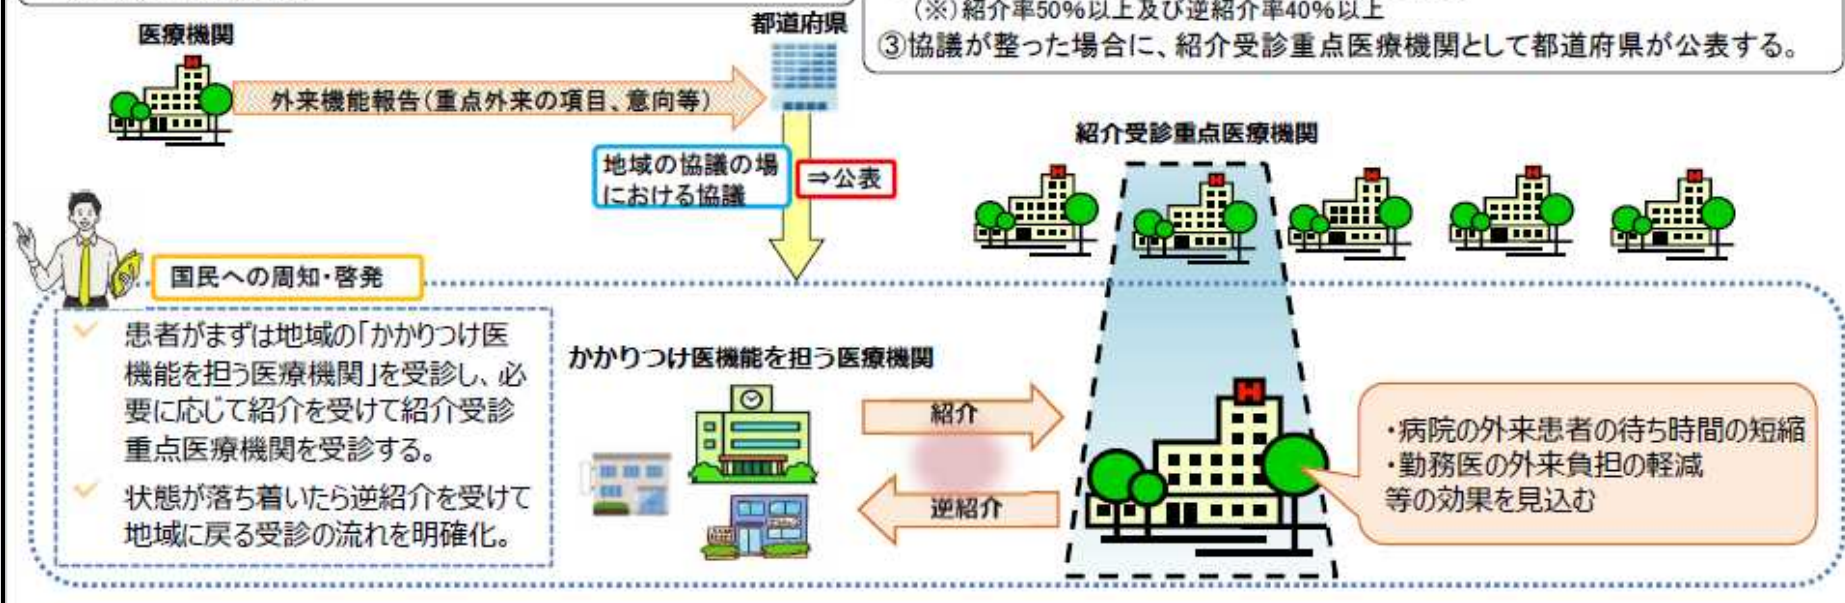 (※)紹介率50%以上及び逆紹介率40%以上
③協議が整った場合に、紹介受診重点医療機関として都道府県が公表する。
医療機関
都道府県
外来機能報告(重点外来の項目、意向等)
地域の協議の場
における協議
⇒公表
紹介受診重点医療機関
国民への周知・啓発
患者がまずは地域の「かかりつけ医
機能を担う医療機関」を受診し、必
要に応じて紹介を受けて紹介受診
重点医療機関を受診する。
状態が落ち着いたら逆紹介を受けて
地域に戻る受診の流れを明確化。
かかりつけ医機能を担う医療機関
紹介
逆紹介
・病院の外来患者の待ち時間の短縮
・勤務医の外来負担の軽減
等の効果を見込む